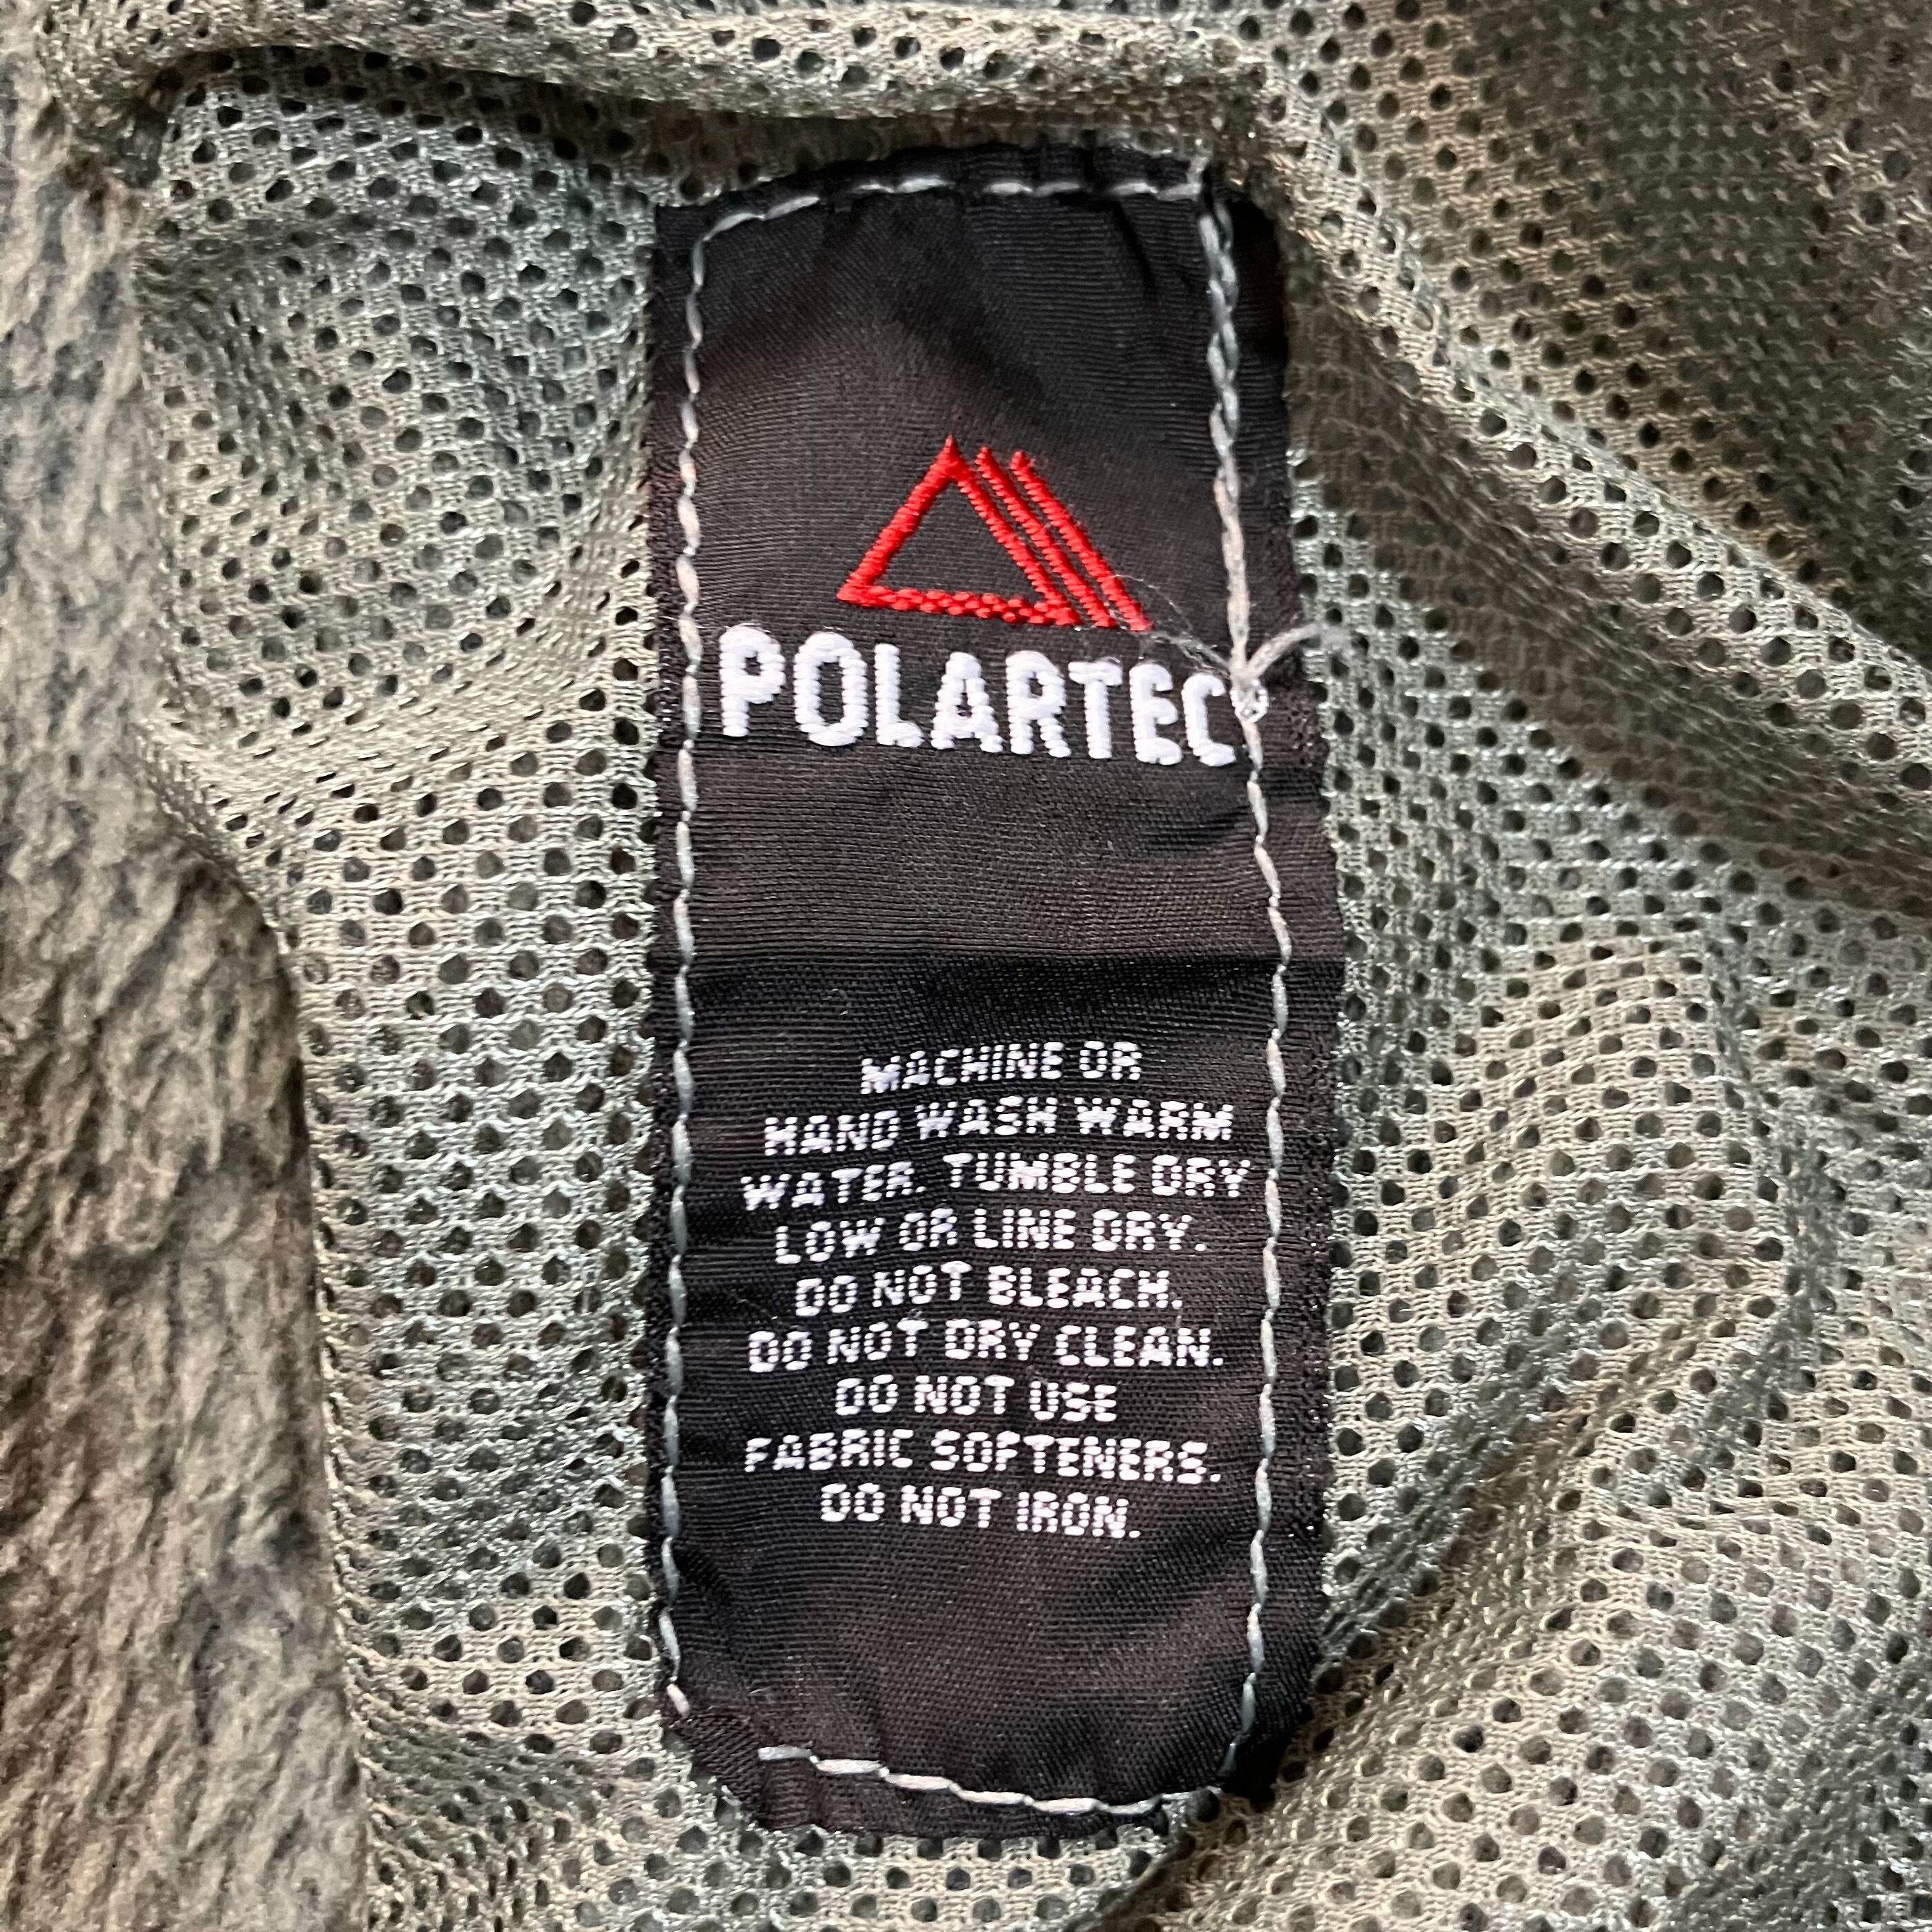 POLARTEC
MACHINE OR
HAND WASH WARM
WATER. TUMBLE DRY
LOW OR LINE DRY.
DO NOT BLEACH.
DO NOT DRY CLEAN.
DO NOT USE
FABRIC SOFTENERS.
DO NOT IRON.